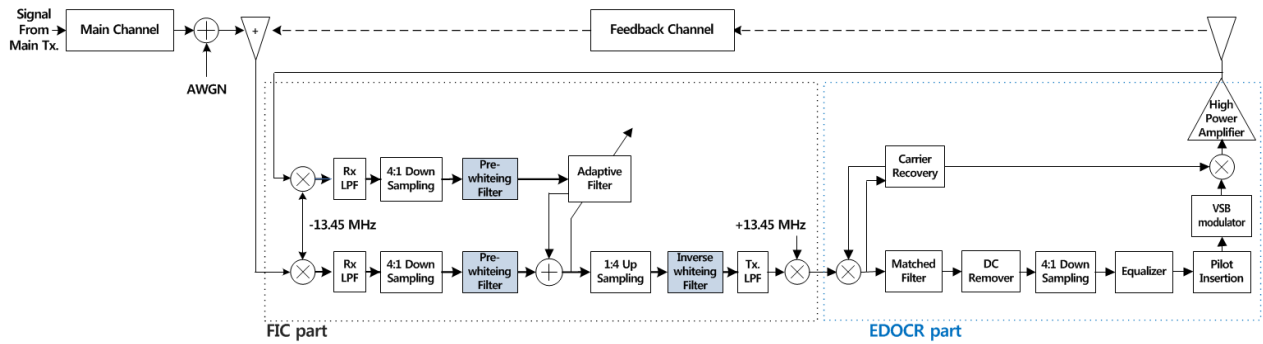 Signal
From
Main Tx.
Main Channel
+
AWGN
Feedback Channel
High
Power
Amplifier
Rx
LPF
4:1 Down
Sampling
Pre-
whiteing
Filter
Adaptive
Filter
Carrier
Recovery
-13.45 MHz
+13.45 MHz
VSB
modulator
Rx
LPF
4:1 Down
Sampling
Pre-
whiteing
Filter
1:4 Up
Sampling
Inverse
whiteing
Filter
Tx.
LPF
Matched
Filter
DC
Remover
4:1 Down
Sampling
Equalizer
Pilot
Insertion
FIC part
EDOCR part